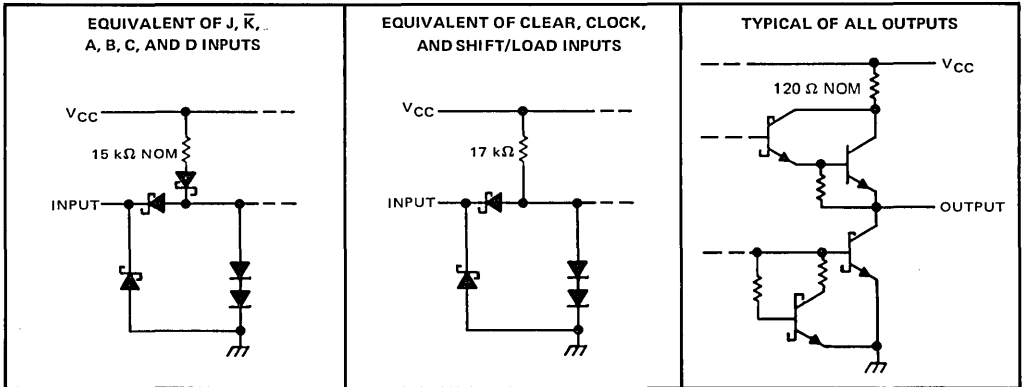 EQUIVALENT OF J, K̅,
A, B, C, AND D INPUTS
VCC
15 kΩ NOM
INPUT
EQUIVALENT OF CLEAR, CLOCK,
AND SHIFT/LOAD INPUTS
VCC
17 kΩ
INPUT
TYPICAL OF ALL OUTPUTS
VCC
120 Ω NOM
OUTPUT